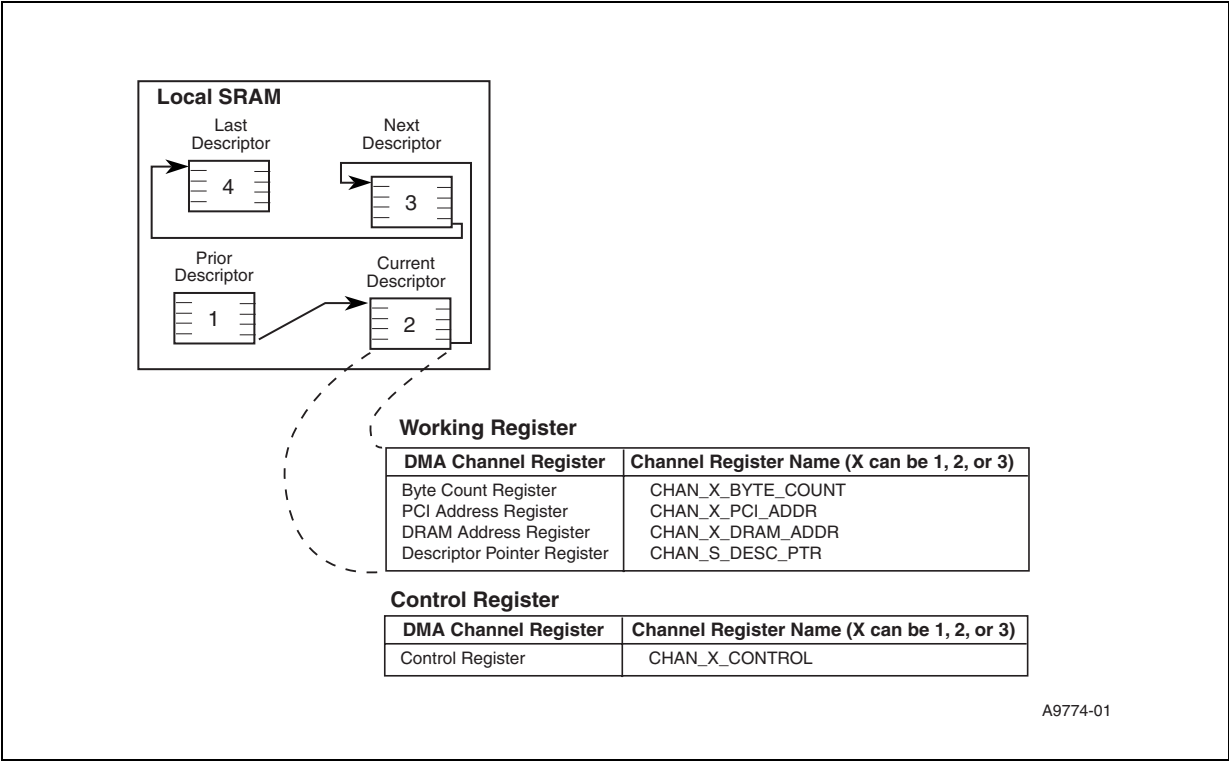 Local SRAM
Last
Descriptor
Next
Descriptor
4
3
Prior
Descriptor
Current
Descriptor
1
2
Working Register
DMA Channel Register Channel Register Name (X can be 1, 2, or 3)
Byte Count Register CHAN_X_BYTE_COUNT
PCI Address Register CHAN_X_PCI_ADDR
DRAM Address Register CHAN_X_DRAM_ADDR
Descriptor Pointer Register CHAN_S_DESC_PTR
Control Register
DMA Channel Register Channel Register Name (X can be 1, 2, or 3)
Control Register CHAN_X_CONTROL
A9774-01